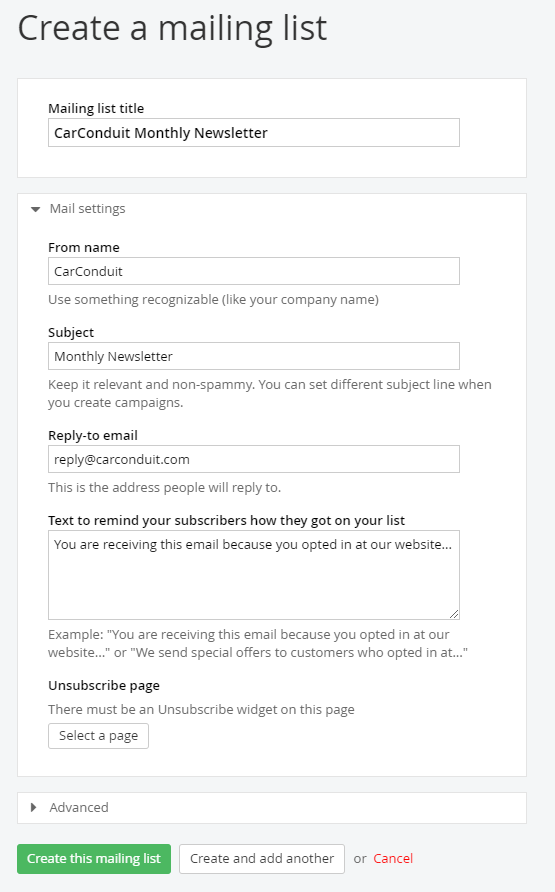 Create a mailing list
Mailing list title
CarConduit Monthly Newsletter
Mail settings
From name
CarConduit
Use something recognizable (like your company name)
Subject
Monthly Newsletter
Keep it relevant and non-spammy. You can set different subject line when
you create campaigns.
Reply-to email
reply@carconduit.com
This is the address people will reply to.
Text to remind your subscribers how they got on your list
You are receiving this email because you opted in at our website...
Example: "You are receiving this email because you opted in at our
website..." or "We send special offers to customers who opted in at..."
Unsubscribe page
There must be an Unsubscribe widget on this page
Select a page
Advanced
Create this mailing list Create and add another or Cancel